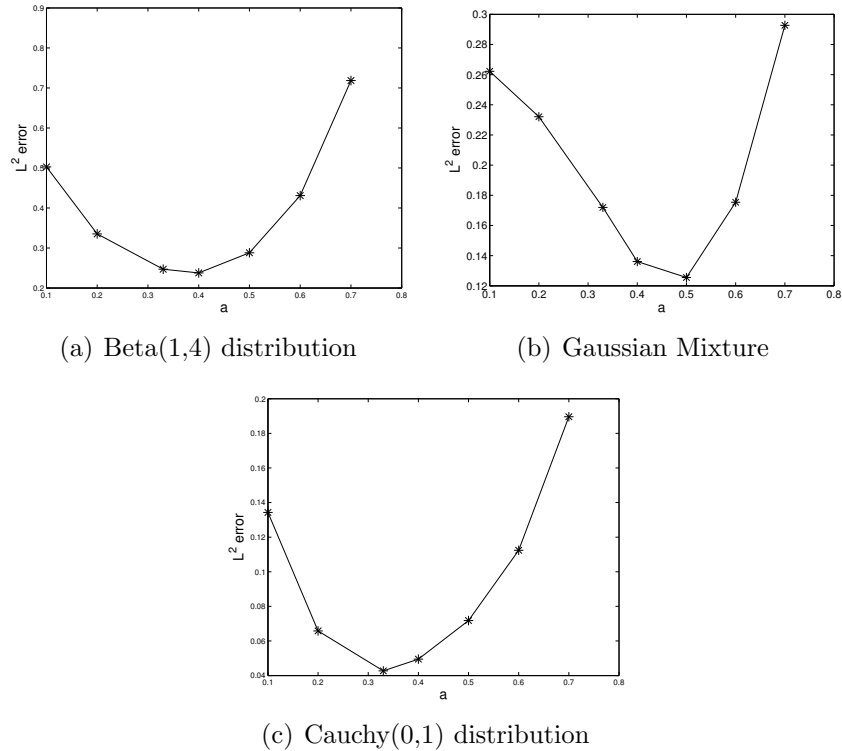 0.9
0.8
0.7
0.6
0.5
0.4
0.3
0.2
L² error
0.1 0.2 0.3 0.4 0.5 0.6 0.7 0.8
a
(a) Beta(1,4) distribution
0.3
0.28
0.26
0.24
0.22
0.2
0.18
0.16
0.14
0.12
L² error
0.1 0.2 0.3 0.4 0.5 0.6 0.7 0.8
a
(b) Gaussian Mixture
0.2
0.18
0.16
0.14
0.12
0.1
0.08
0.06
0.04
L² error
0.1 0.2 0.3 0.4 0.5 0.6 0.7 0.8
a
(c) Cauchy(0,1) distribution